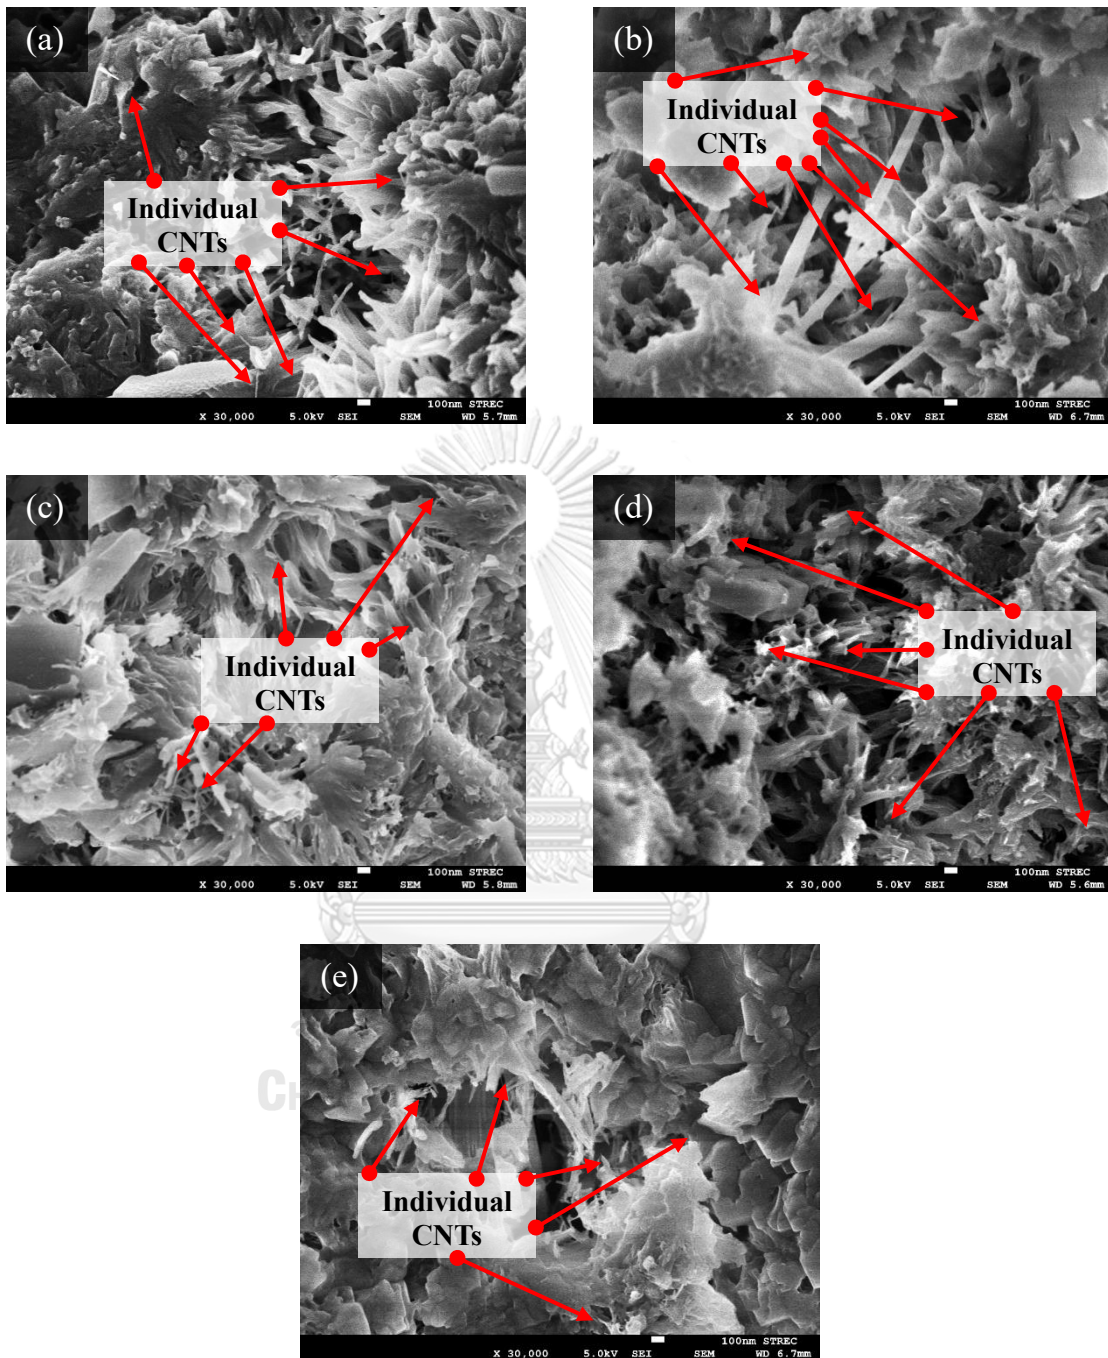 (a)
Individual
CNTs
100nm STREC
X 30,000 5.0kV SEI SEM WD 5.7mm
(b)
Individual
CNTs
100nm STREC
X 30,000 5.0kV SEI SEM WD 6.7mm
(c)
Individual
CNTs
100nm STREC
X 30,000 5.0kV SEI SEM WD 5.8mm
(d)
Individual
CNTs
100nm STREC
X 30,000 5.0kV SEI SEM WD 5.6mm
(e)
Individual
CNTs
100nm STREC
X 30,000 5.0kV SEI SEM WD 6.7mm